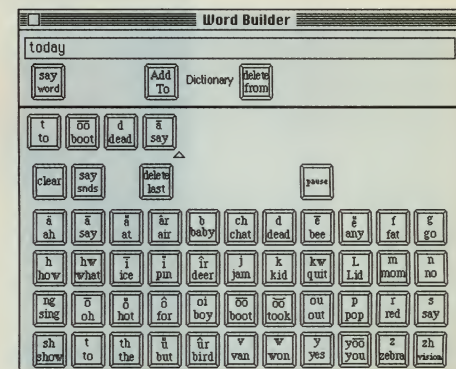 Word Builder
today
say Add Dictionary delete
word To from
t o͞o d ā
to boot dead say
clear say delete pause
snds last
ä ā ă âr b ch d ē ĕ f g
ah say at air baby chat dead bee any fat go
h hw ī ĭ îr j k kw L m n
how what ice pin deer jam kid quit Lid mom no
ng ō ŏ ô oi o͞o o͝o ou p r s
sing oh hot for boy boot took out pop red say
sh t th ŭ ûr v w y yo͞o z zh
show to the but bird van won yes you zebra vision